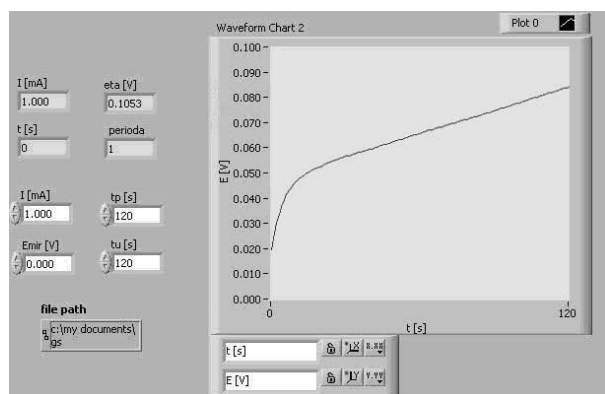 Waveform Chart 2
Plot 0
I [mA]
1.000
eta [V]
0.1053
t [s]
0
perioda
1
I [mA]
1.000
tp [s]
120
Emir [V]
0.000
tu [s]
120
file path
c:\my documents\
gs
E [V]
0.100
0.090
0.080
0.070
0.060
0.050
0.040
0.030
0.020
0.010
0.000
0
120
t [s]
t [s]
X.XX
E [V]
Y.YY